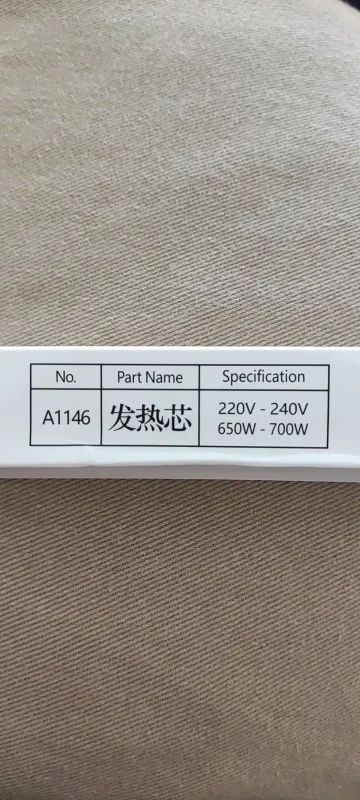 No. Part Name Specification
A1146 发热芯 220V - 240V
650W - 700W